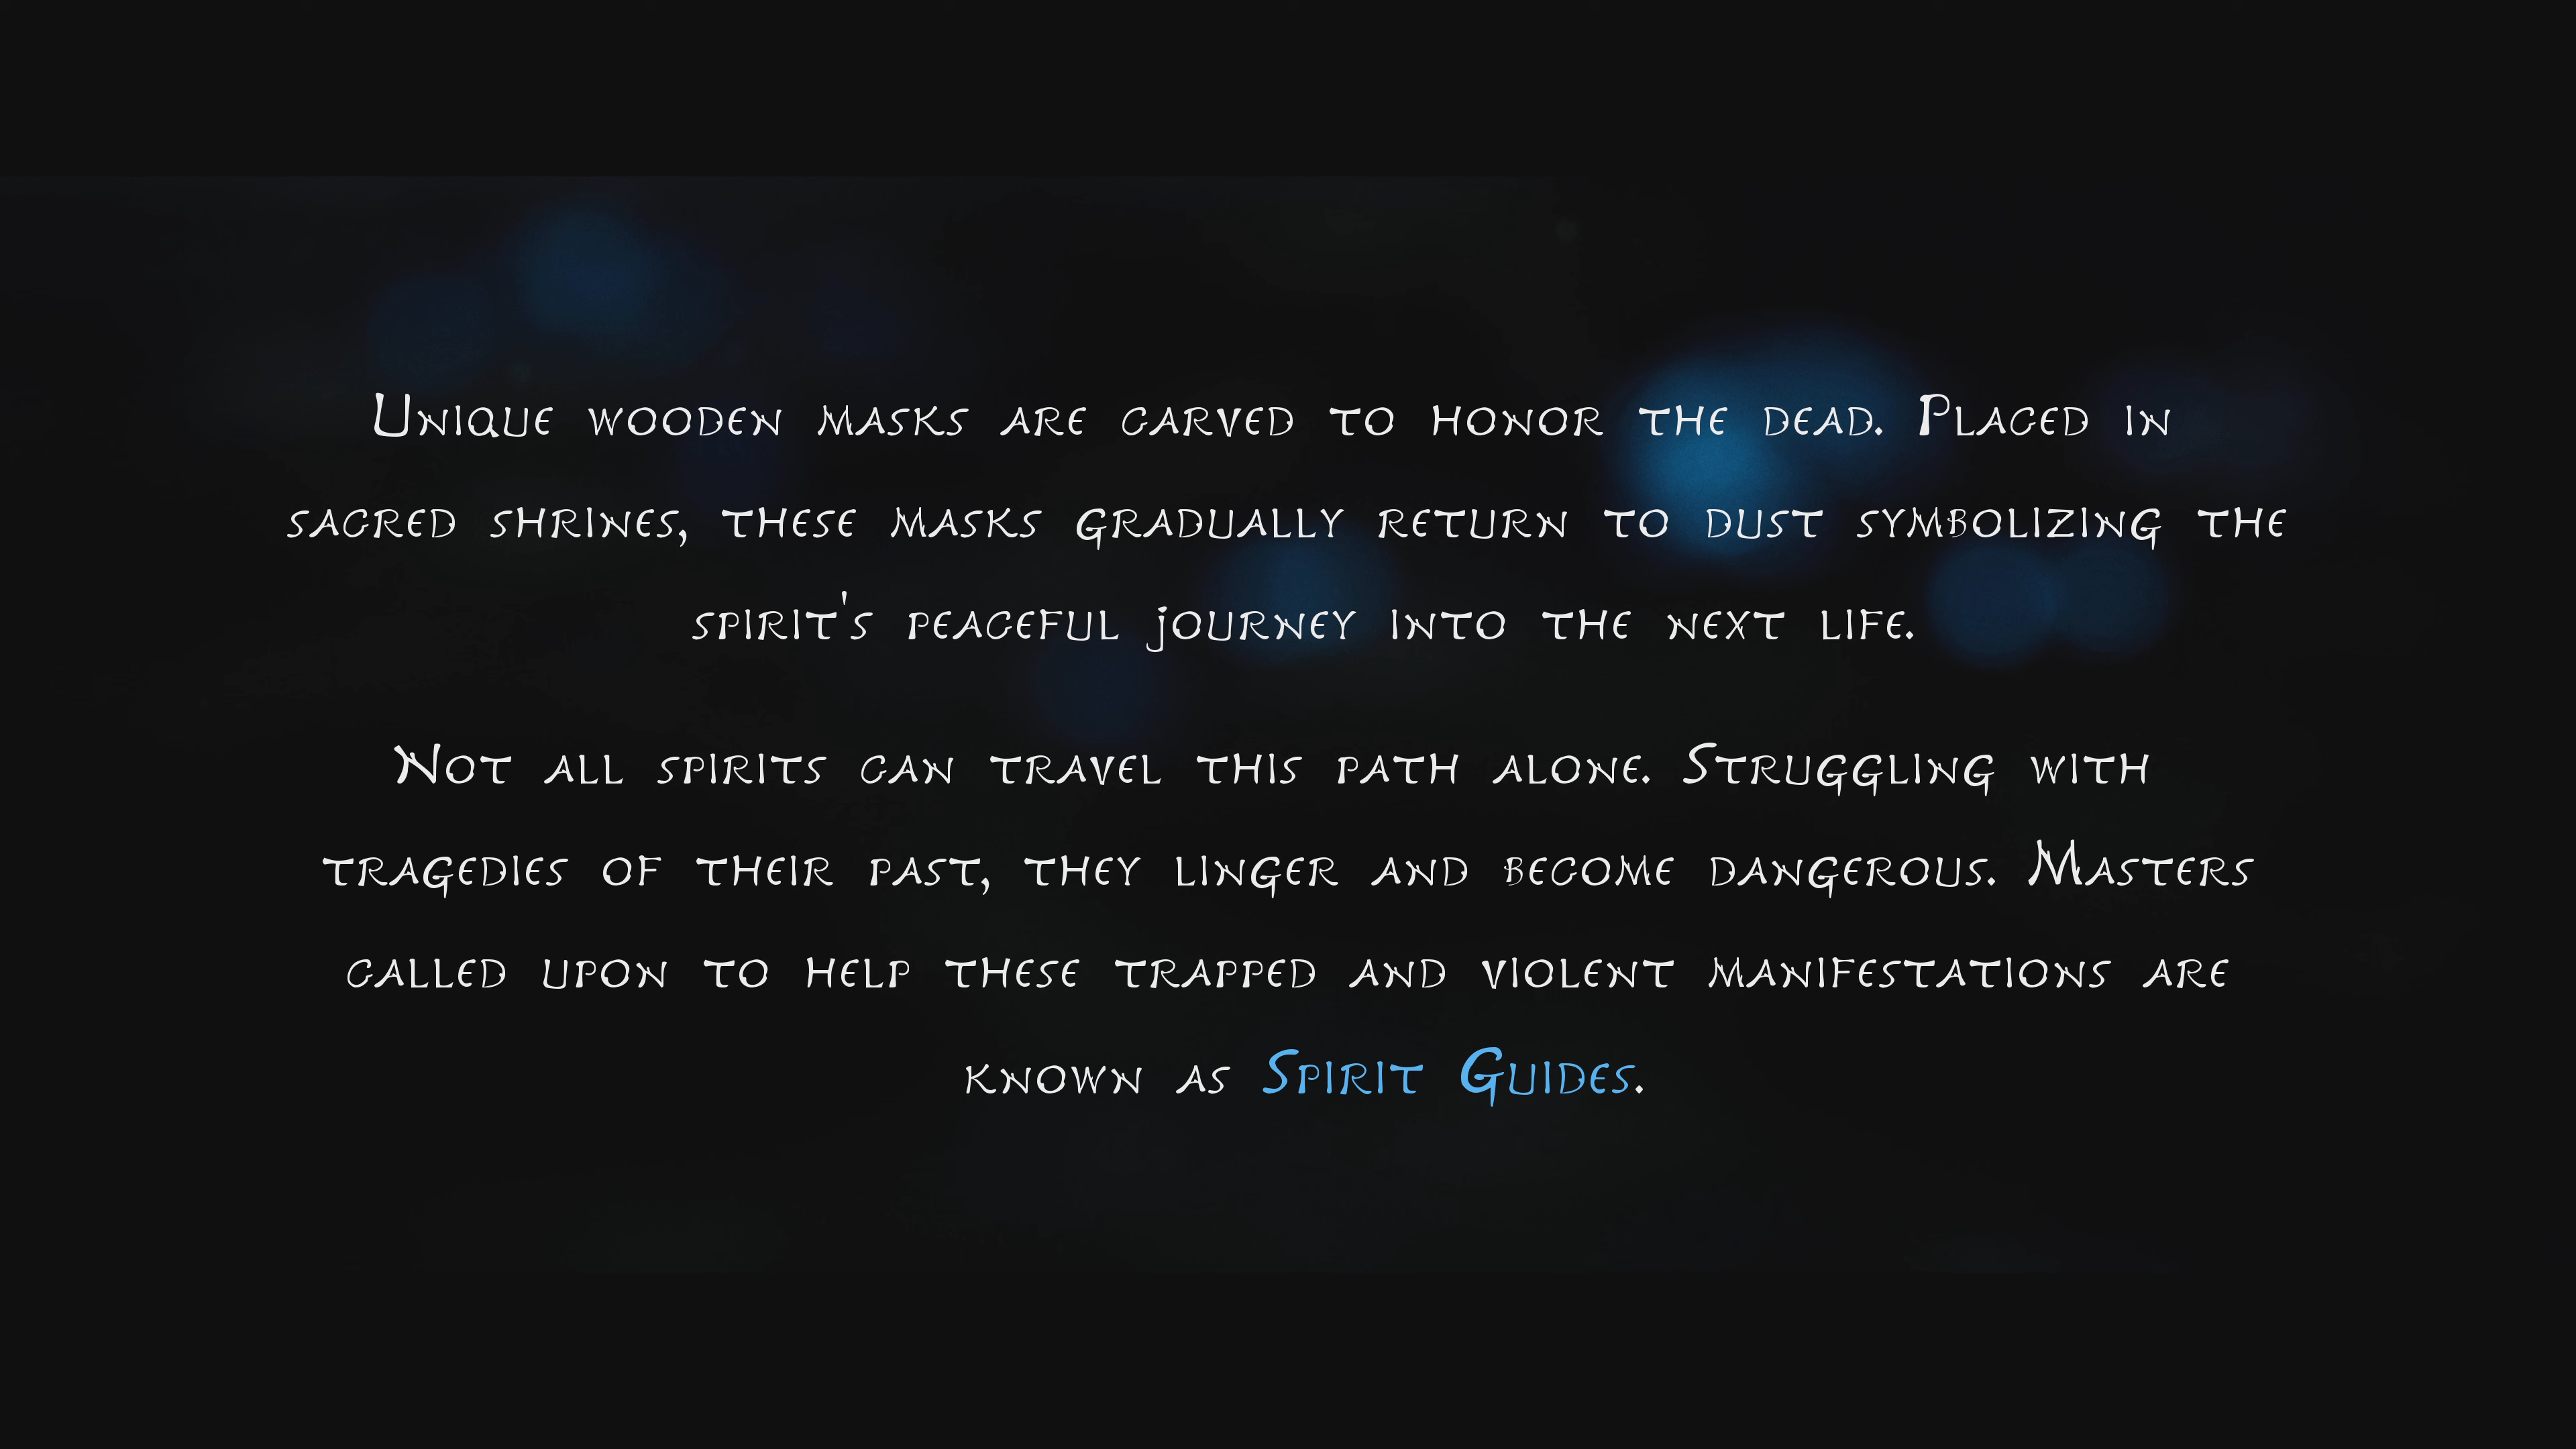 Unique wooden masks are carved to honor the dead. Placed in
sacred shrines, these masks gradually return to dust symbolizing the
spirit's peaceful journey into the next life.
Not all spirits can travel this path alone. Struggling with
tragedies of their past, they linger and become dangerous. Masters
called upon to help these trapped and violent manifestations are
known as Spirit Guides.